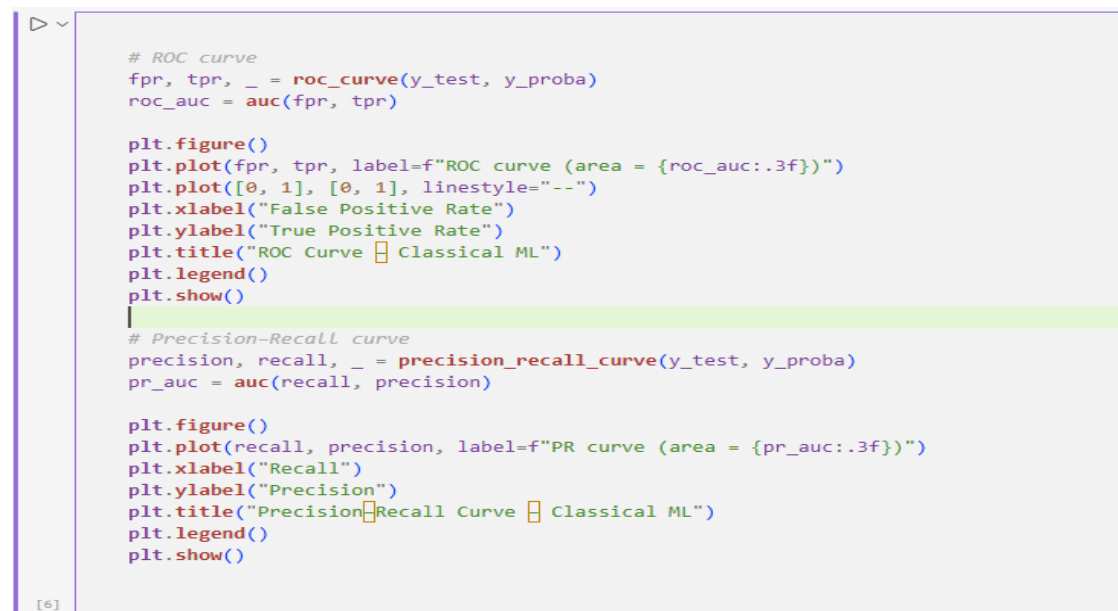 # ROC curve
fpr, tpr, _ = roc_curve(y_test, y_proba)
roc_auc = auc(fpr, tpr)
plt.figure()
plt.plot(fpr, tpr, label=f"ROC curve (area = {roc_auc:.3f})")
plt.plot([0, 1], [0, 1], linestyle="--")
plt.xlabel("False Positive Rate")
plt.ylabel("True Positive Rate")
plt.title("ROC Curve – Classical ML")
plt.legend()
plt.show()
# Precision–Recall curve
precision, recall, _ = precision_recall_curve(y_test, y_proba)
pr_auc = auc(recall, precision)
plt.figure()
plt.plot(recall, precision, label=f"PR curve (area = {pr_auc:.3f})")
plt.xlabel("Recall")
plt.ylabel("Precision")
plt.title("Precision–Recall Curve – Classical ML")
plt.legend()
plt.show()
[6]